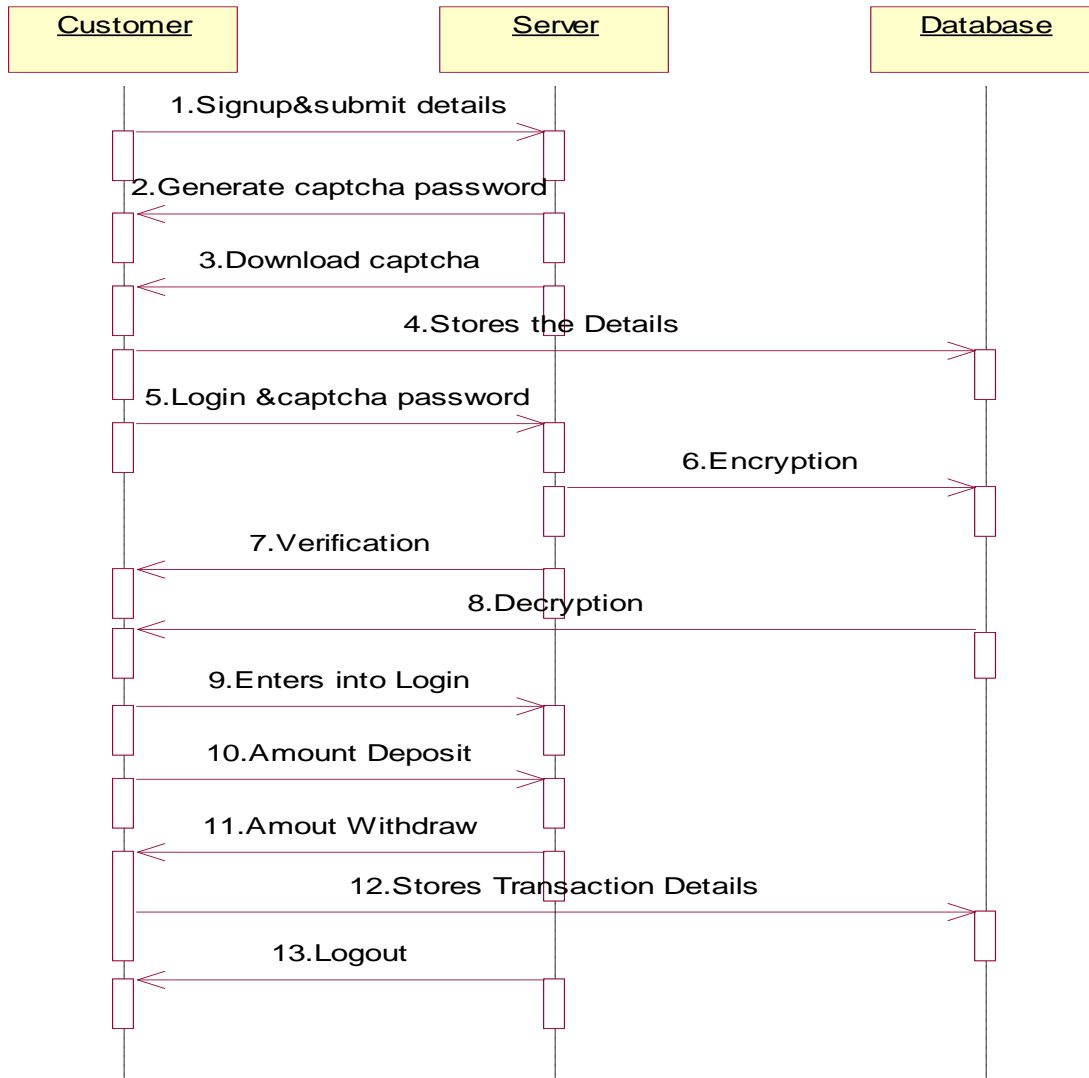 Customer
Server
Database
1.Signup&submit details
2.Generate captcha password
3.Download captcha
4.Stores the Details
5.Login &captcha password
6.Encryption
7.Verification
8.Decryption
9.Enters into Login
10.Amount Deposit
11.Amout Withdraw
12.Stores Transaction Details
13.Logout